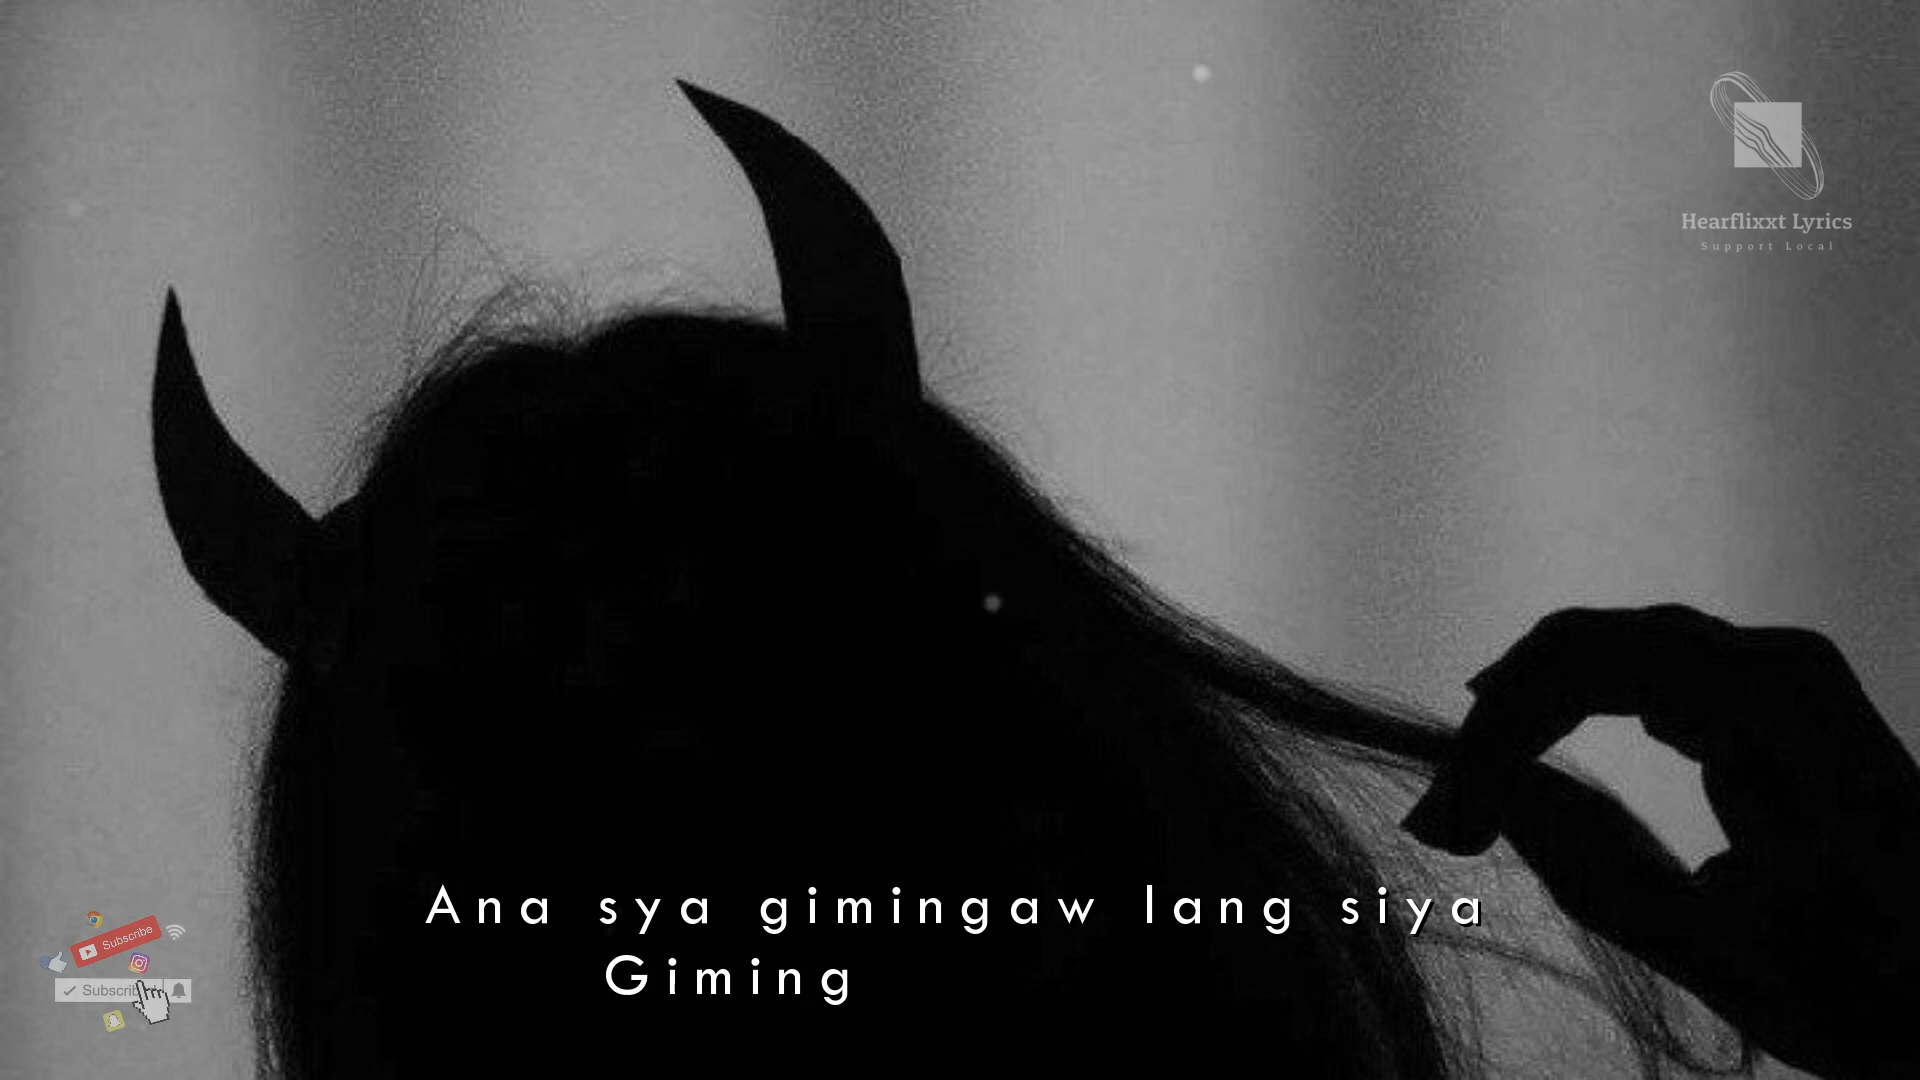 Hearflixxt Lyrics
Support Local
Ana sya gimingaw lang siya
Giming
Subscribe
Subscrib